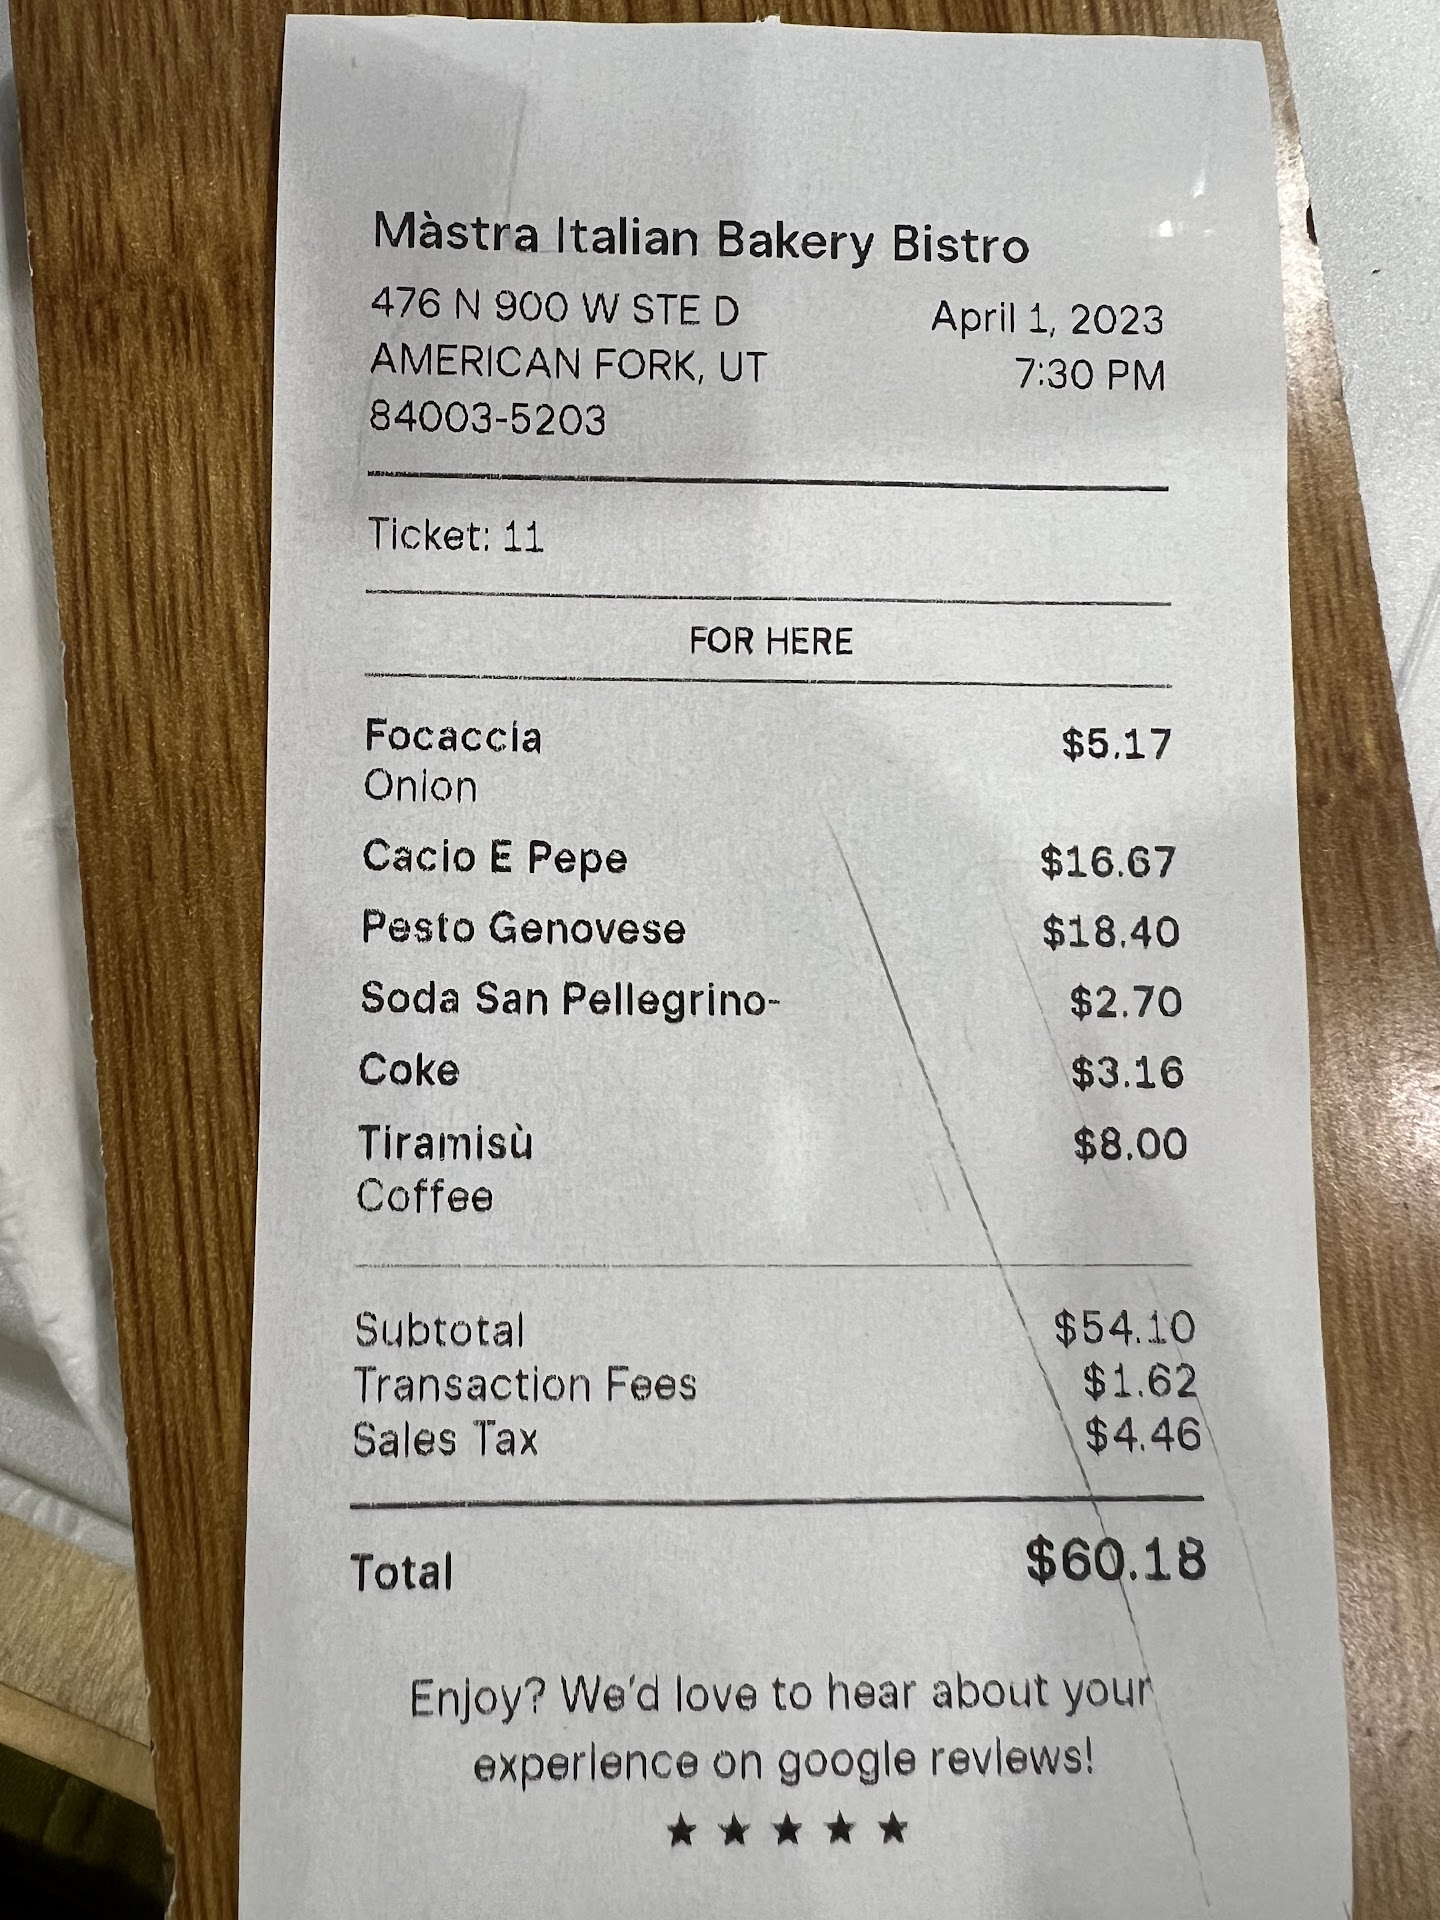 Màstra Italian Bakery Bistro
476 N 900 W STE D
AMERICAN FORK, UT
84003-5203
April 1, 2023
7:30 PM
Ticket: 11
FOR HERE
Focaccia $5.17
Onion
Cacio E Pepe $16.67
Pesto Genovese $18.40
Soda San Pellegrino- $2.70
Coke $3.16
Tiramisù $8.00
Coffee
Subtotal $54.10
Transaction Fees $1.62
Sales Tax $4.46
Total $60.18
Enjoy? We'd love to hear about your
experience on google reviews!
★ ★ ★ ★ ★